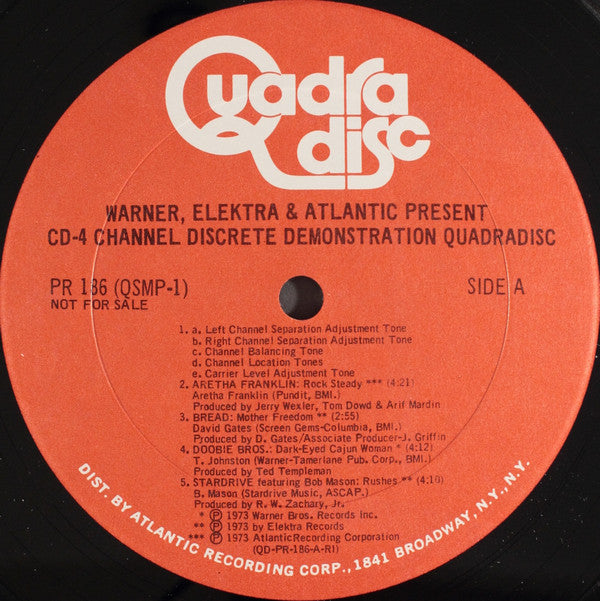 Quadra
disc
WARNER, ELEKTRA & ATLANTIC PRESENT
CD-4 CHANNEL DISCRETE DEMONSTRATION QUADRADISC
PR 186 (QSMP-1)
NOT FOR SALE
SIDE A
1. a. Left Channel Separation Adjustment Tone
b. Right Channel Separation Adjustment Tone
c. Channel Balancing Tone
d. Channel Location Tones
e. Carrier Level Adjustment Tone
2. ARETHA FRANKLIN: Rock Steady *** (4:21)
Aretha Franklin (Pundit, BMI.)
Produced by Jerry Wexler, Tom Dowd & Arif Mardin
3. BREAD: Mother Freedom ** (2:55)
David Gates (Screen Gems-Columbia, BMI.)
Produced by D. Gates/Associate Producer-J. Griffin
4. DOOBIE BROS.: Dark-Eyed Cajun Woman * (4:12)
T. Johnston (Warner-Tamerlane Pub. Corp., BMI.)
Produced by Ted Templeman
5. STARDRIVE featuring Bob Mason: Rushes ** (4:10)
B. Mason (Stardrive Music, ASCAP.)
Produced by R. W. Zachary, Jr.
* ℗ 1973 Warner Bros. Records Inc.
** ℗ 1973 by Elektra Records
*** ℗ 1973 AtlanticRecording Corporation
(QD-PR-186-A-R1)
DIST. BY ATLANTIC RECORDING CORP., 1841 BROADWAY, N.Y., N.Y.